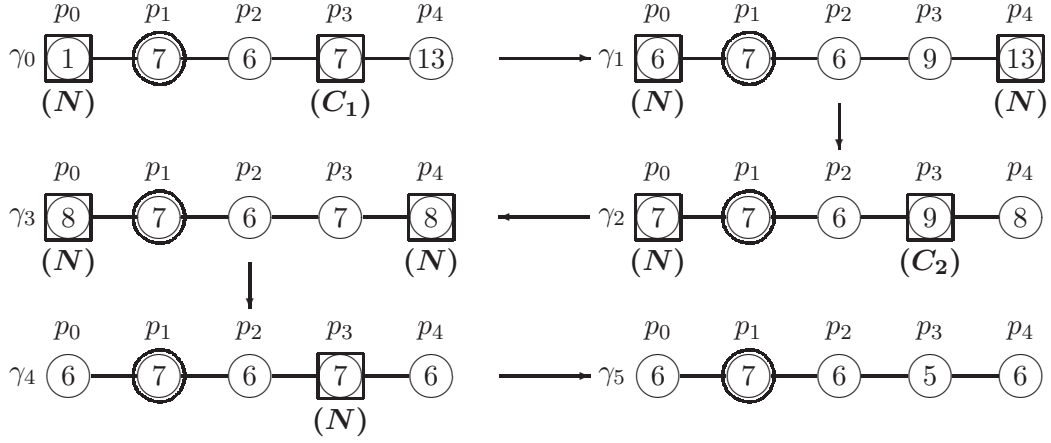 p₀ p₁ p₂ p₃ p₄ p₀ p₁ p₂ p₃ p₄
γ₀ 1 7 6 7 13 γ₁ 6 7 6 9 13
(N) (C₁) (N) (N)
p₀ p₁ p₂ p₃ p₄ p₀ p₁ p₂ p₃ p₄
γ₃ 8 7 6 7 8 γ₂ 7 7 6 9 8
(N) (N) (N) (C₂)
p₀ p₁ p₂ p₃ p₄ p₀ p₁ p₂ p₃ p₄
γ₄ 6 7 6 7 6 γ₅ 6 7 6 5 6
(N)